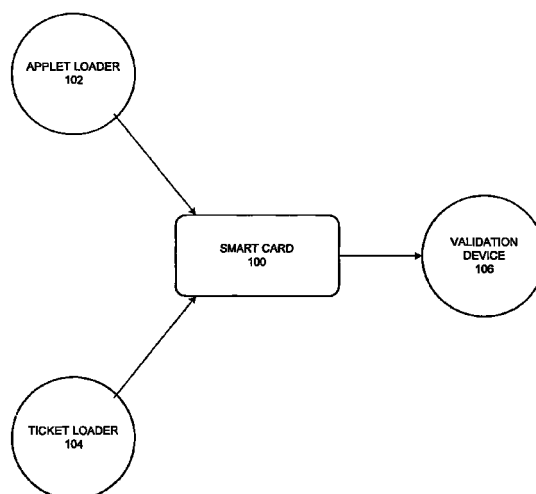 APPLET LOADER
102
SMART CARD
100
VALIDATION
DEVICE
106
TICKET LOADER
104